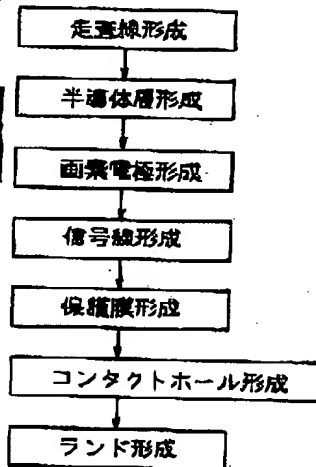 走査線形成
半導体層形成
画素電極形成
信号線形成
保護膜形成
コンタクトホール形成
ランド形成